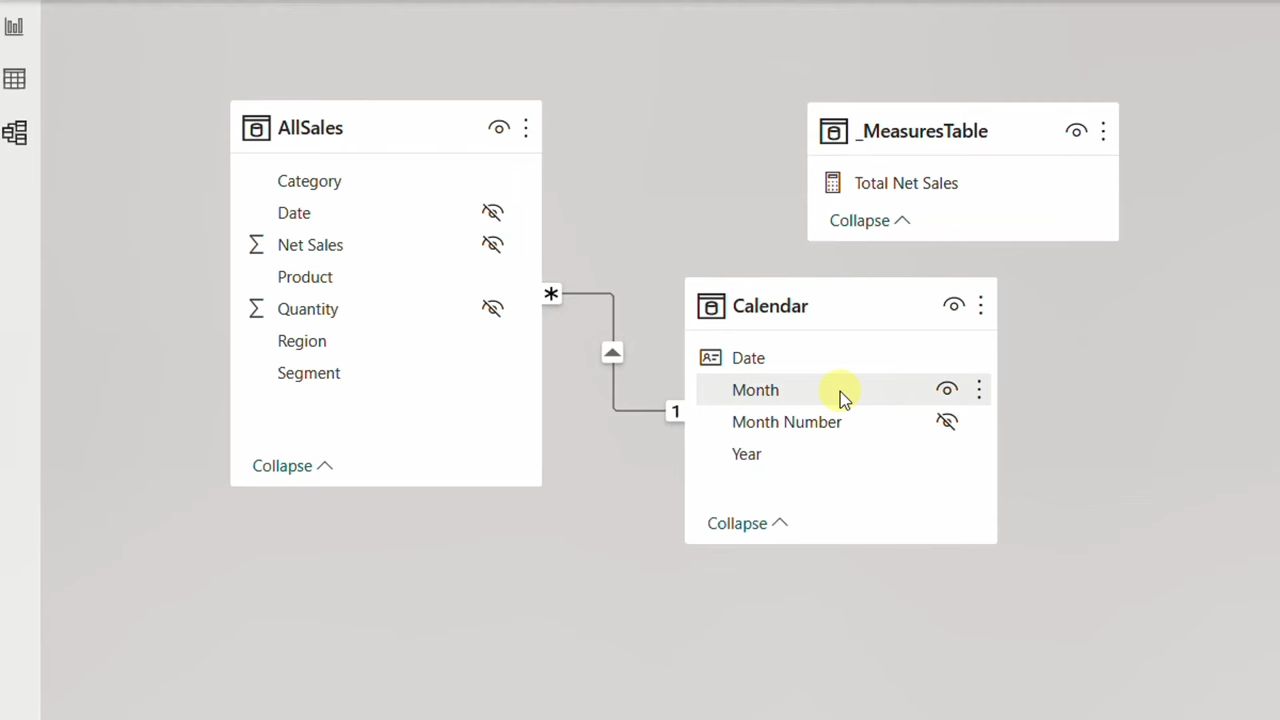 AllSales
Category
Date
Net Sales
Product
Quantity
Region
Segment
Collapse
*
1
_MeasuresTable
Total Net Sales
Collapse
Calendar
Date
Month
Month Number
Year
Collapse